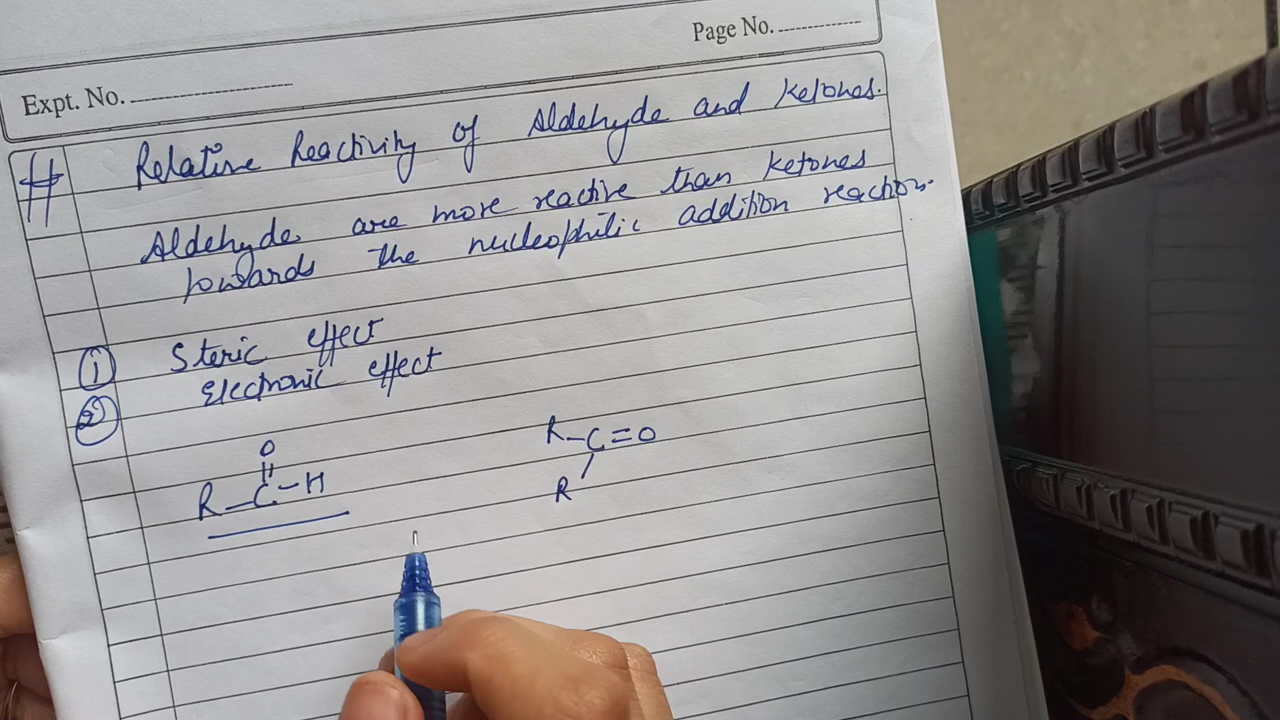 Page No.
Expt. No.
# Relative Reactivity of Aldehyde and Ketones.
Aldehyde are more reactive than ketones
towards the nucleophilic addition reaction.
① Steric effect
② Electronic effect
O
||
R-C-H
R-C=O
/
R